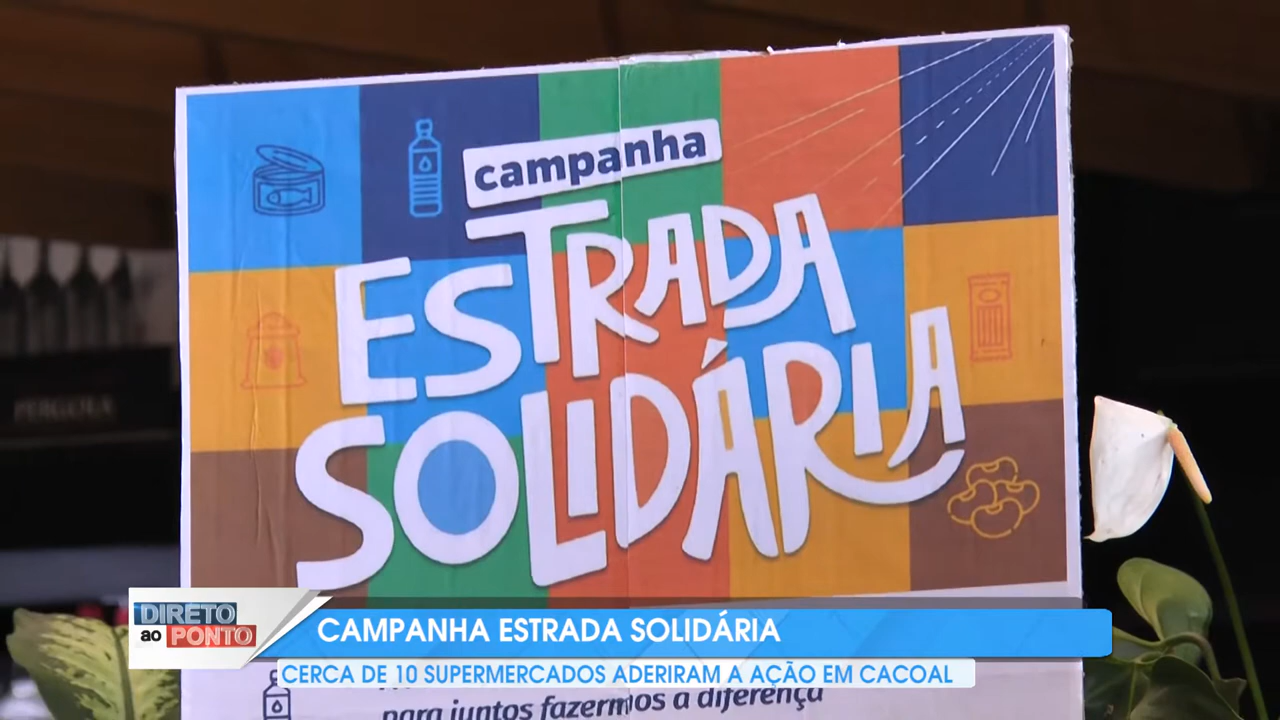 campanha
ESTRADA
SOLIDÁRIA
PERGOLA
DIRETO
ao PONTO
CAMPANHA ESTRADA SOLIDÁRIA
CERCA DE 10 SUPERMERCADOS ADERIRAM A AÇÃO EM CACOAL
para juntos fazermos a diferença